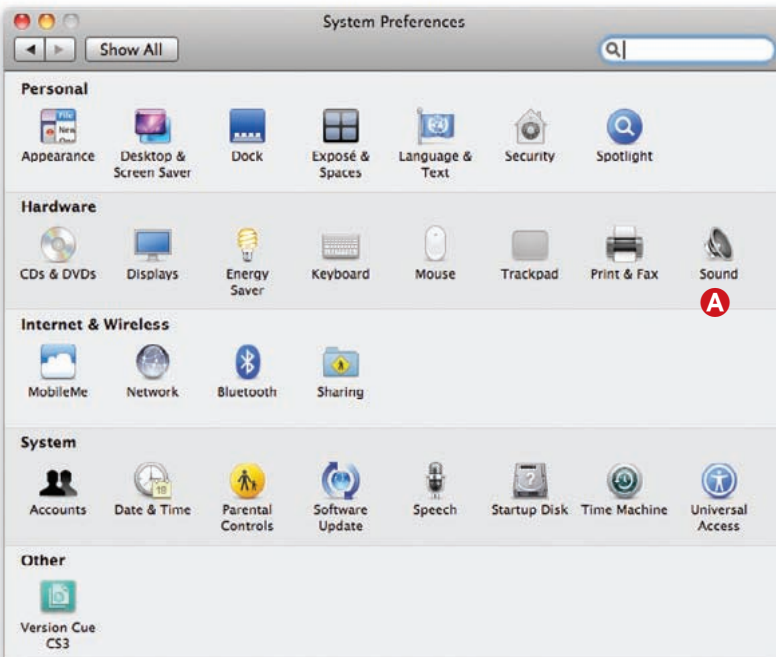 System Preferences
Show All
Personal
Appearance
Desktop &
Screen Saver
Dock
Exposé &
Spaces
Language &
Text
Security
Spotlight
Hardware
CDs & DVDs
Displays
Energy
Saver
Keyboard
Mouse
Trackpad
Print & Fax
Sound
A
Internet & Wireless
MobileMe
Network
Bluetooth
Sharing
System
Accounts
Date & Time
Parental
Controls
Software
Update
Speech
Startup Disk
Time Machine
Universal
Access
Other
Version Cue
CS3